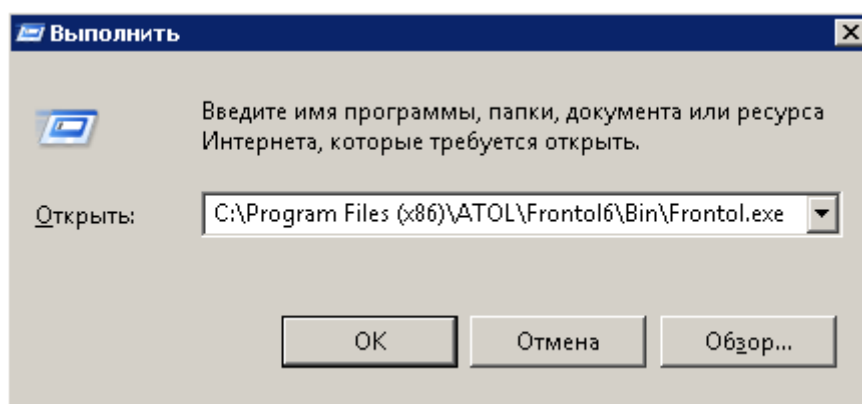 Выполнить
Введите имя программы, папки, документа или ресурса
Интернета, которые требуется открыть.
Открыть: C:\Program Files (x86)\ATOL\Frontol6\Bin\Frontol.exe
OK Отмена Обзор...